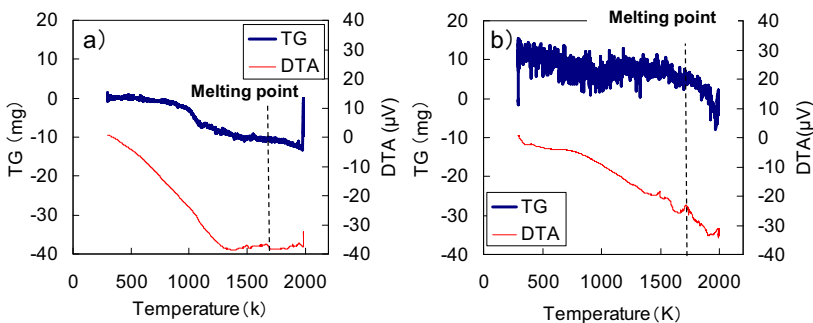 a)
TG
DTA
Melting point
TG (mg)
20
10
0
-10
-20
-30
-40
DTA (μV)
40
30
20
10
0
-10
-20
-30
-40
0 500 1000 1500 2000
Temperature (k)
Melting point
b)
TG (mg)
20
10
0
-10
-20
-30
-40
DTA(μV)
40
30
20
10
0
-10
-20
-30
-40
TG
DTA
0 500 1000 1500 2000
Temperature (K)